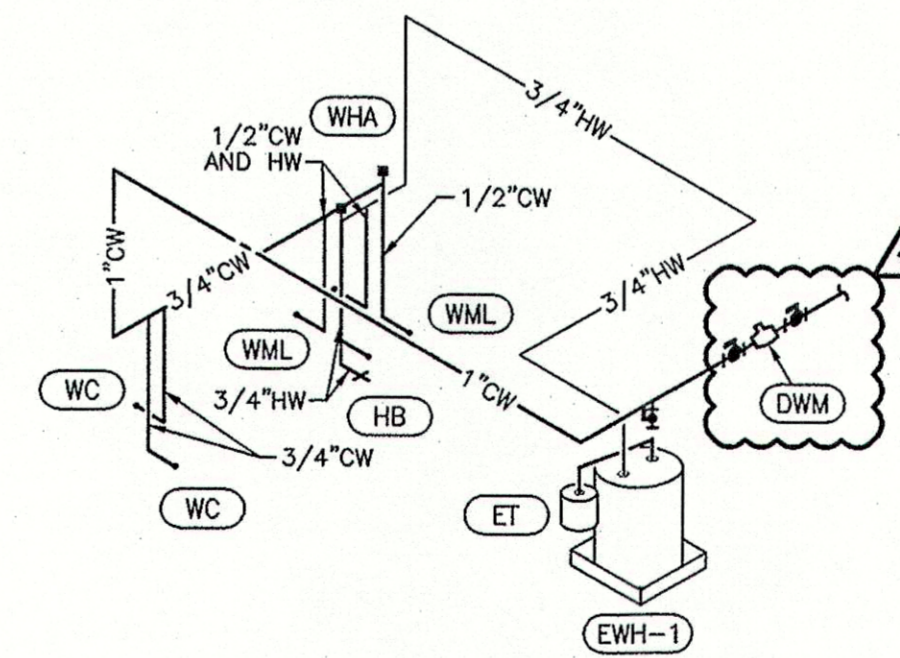 3/4"HW
WHA
1/2"CW
AND HW
1/2"CW
1"CW
3/4"CW
3/4"HW
WML
WML
WC
3/4"HW
HB
1"CW
DWM
3/4"CW
WC
ET
EWH-1